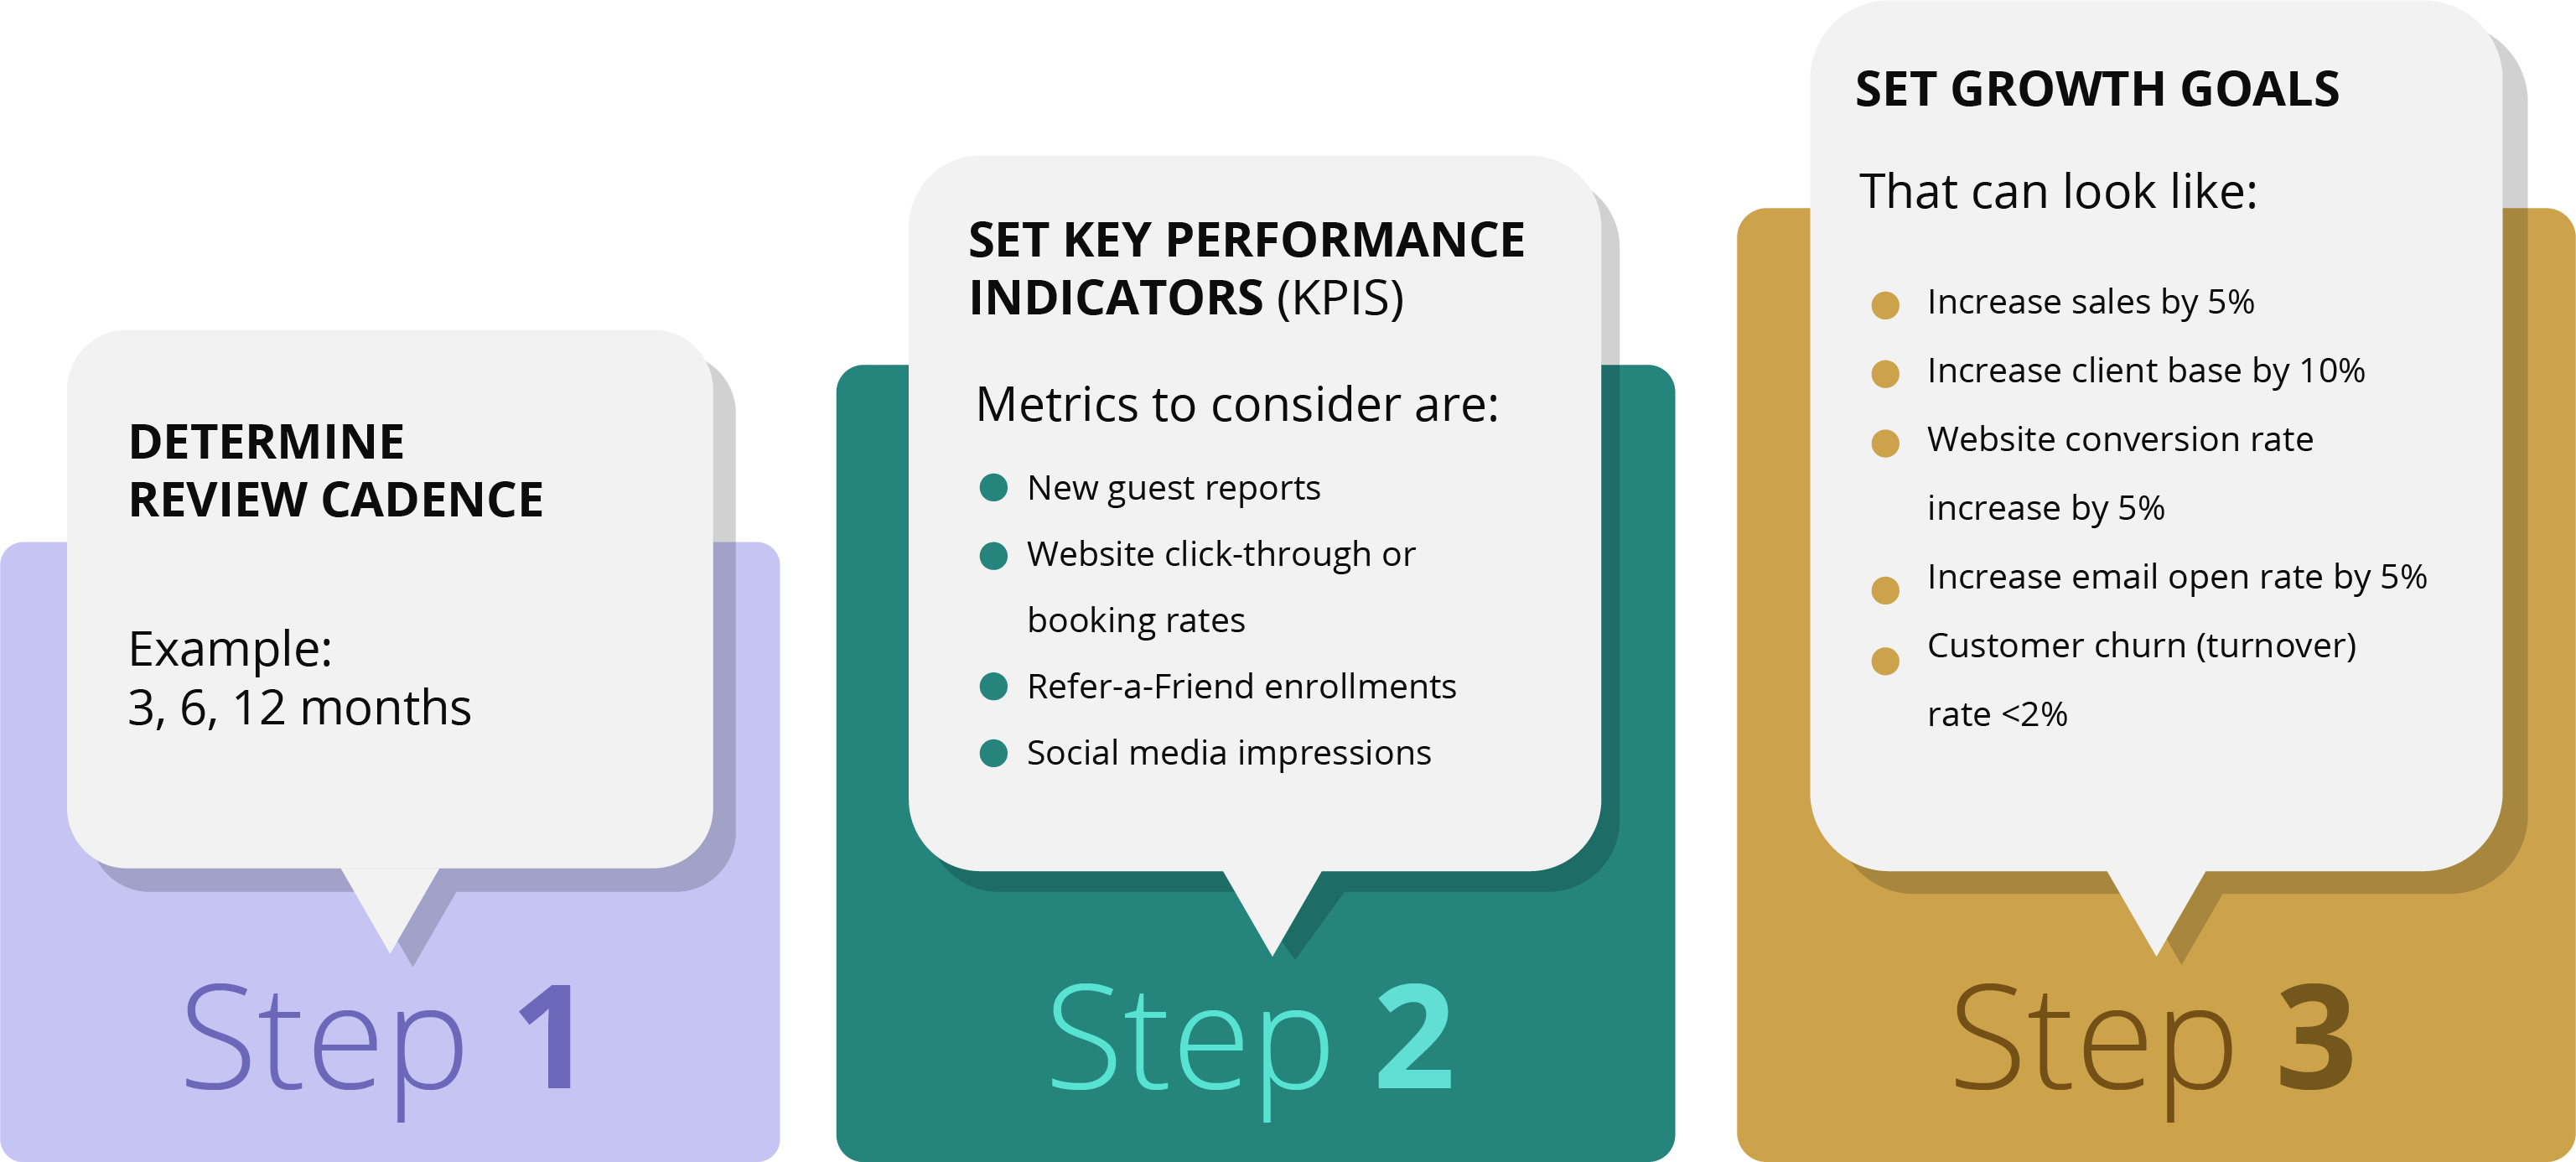 DETERMINE
REVIEW CADENCE
Example:
3, 6, 12 months
Step 1
SET KEY PERFORMANCE
INDICATORS (KPIS)
Metrics to consider are:
New guest reports
Website click-through or
booking rates
Refer-a-Friend enrollments
Social media impressions
Step 2
SET GROWTH GOALS
That can look like:
Increase sales by 5%
Increase client base by 10%
Website conversion rate
increase by 5%
Increase email open rate by 5%
Customer churn (turnover)
rate <2%
Step 3